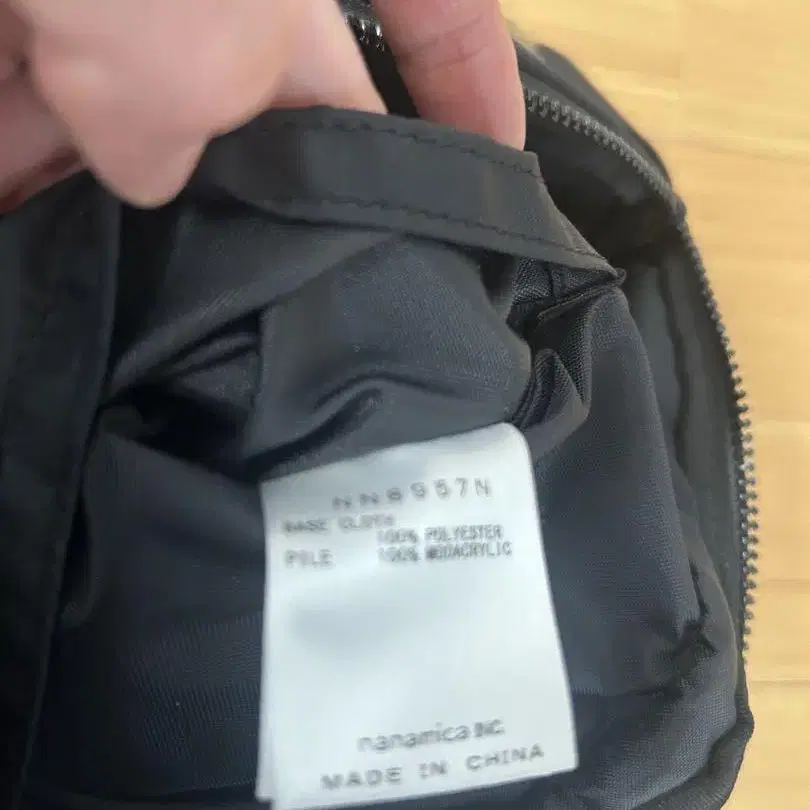 NN8957N
BASE CLOTH
100% POLYESTER
PILE 100% MODACRYLIC
nanamica INC.
MADE IN CHINA